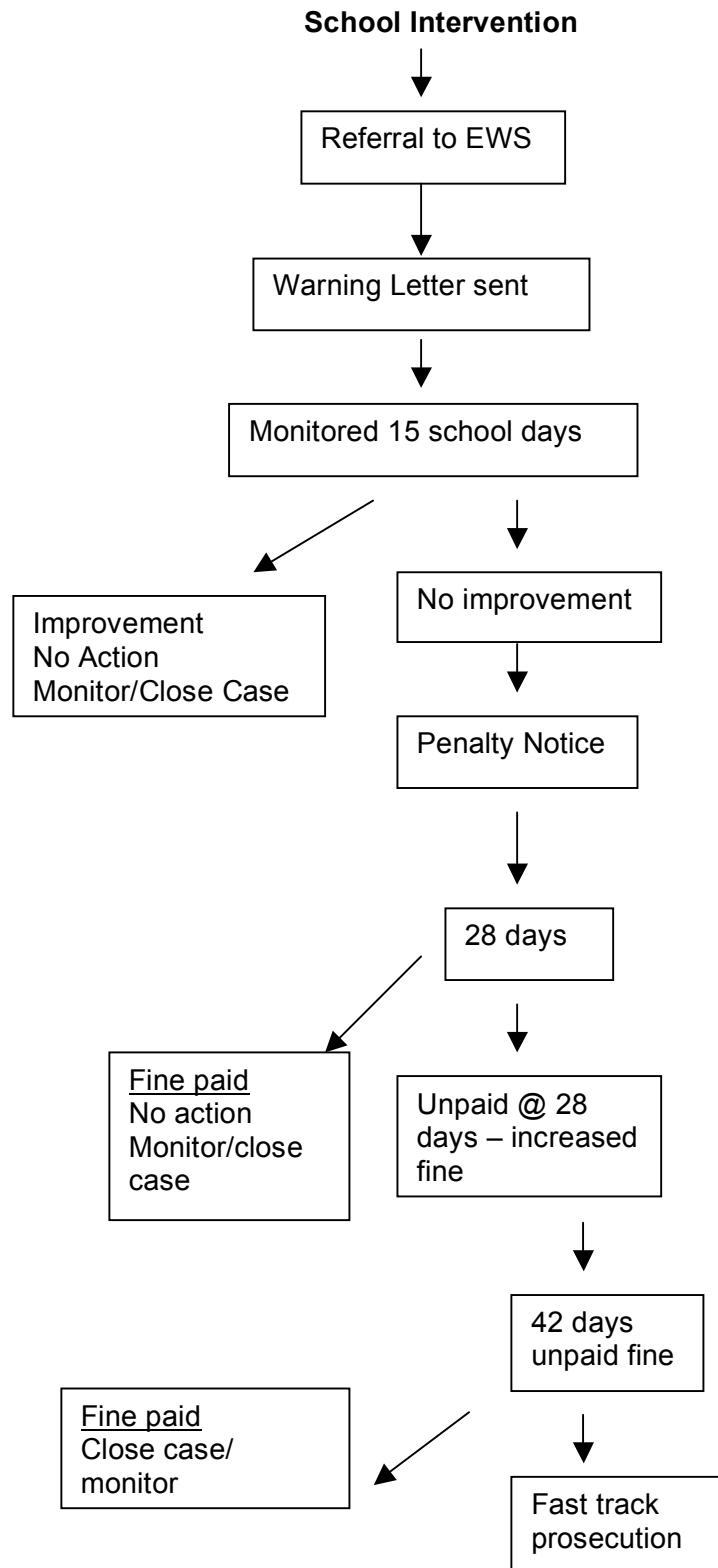 School Intervention
Referral to EWS
Warning Letter sent
Monitored 15 school days
Improvement
No Action
Monitor/Close Case
No improvement
Penalty Notice
28 days
Fine paid
No action
Monitor/close
case
Unpaid @ 28
days – increased
fine
42 days
unpaid fine
Fine paid
Close case/
monitor
Fast track
prosecution